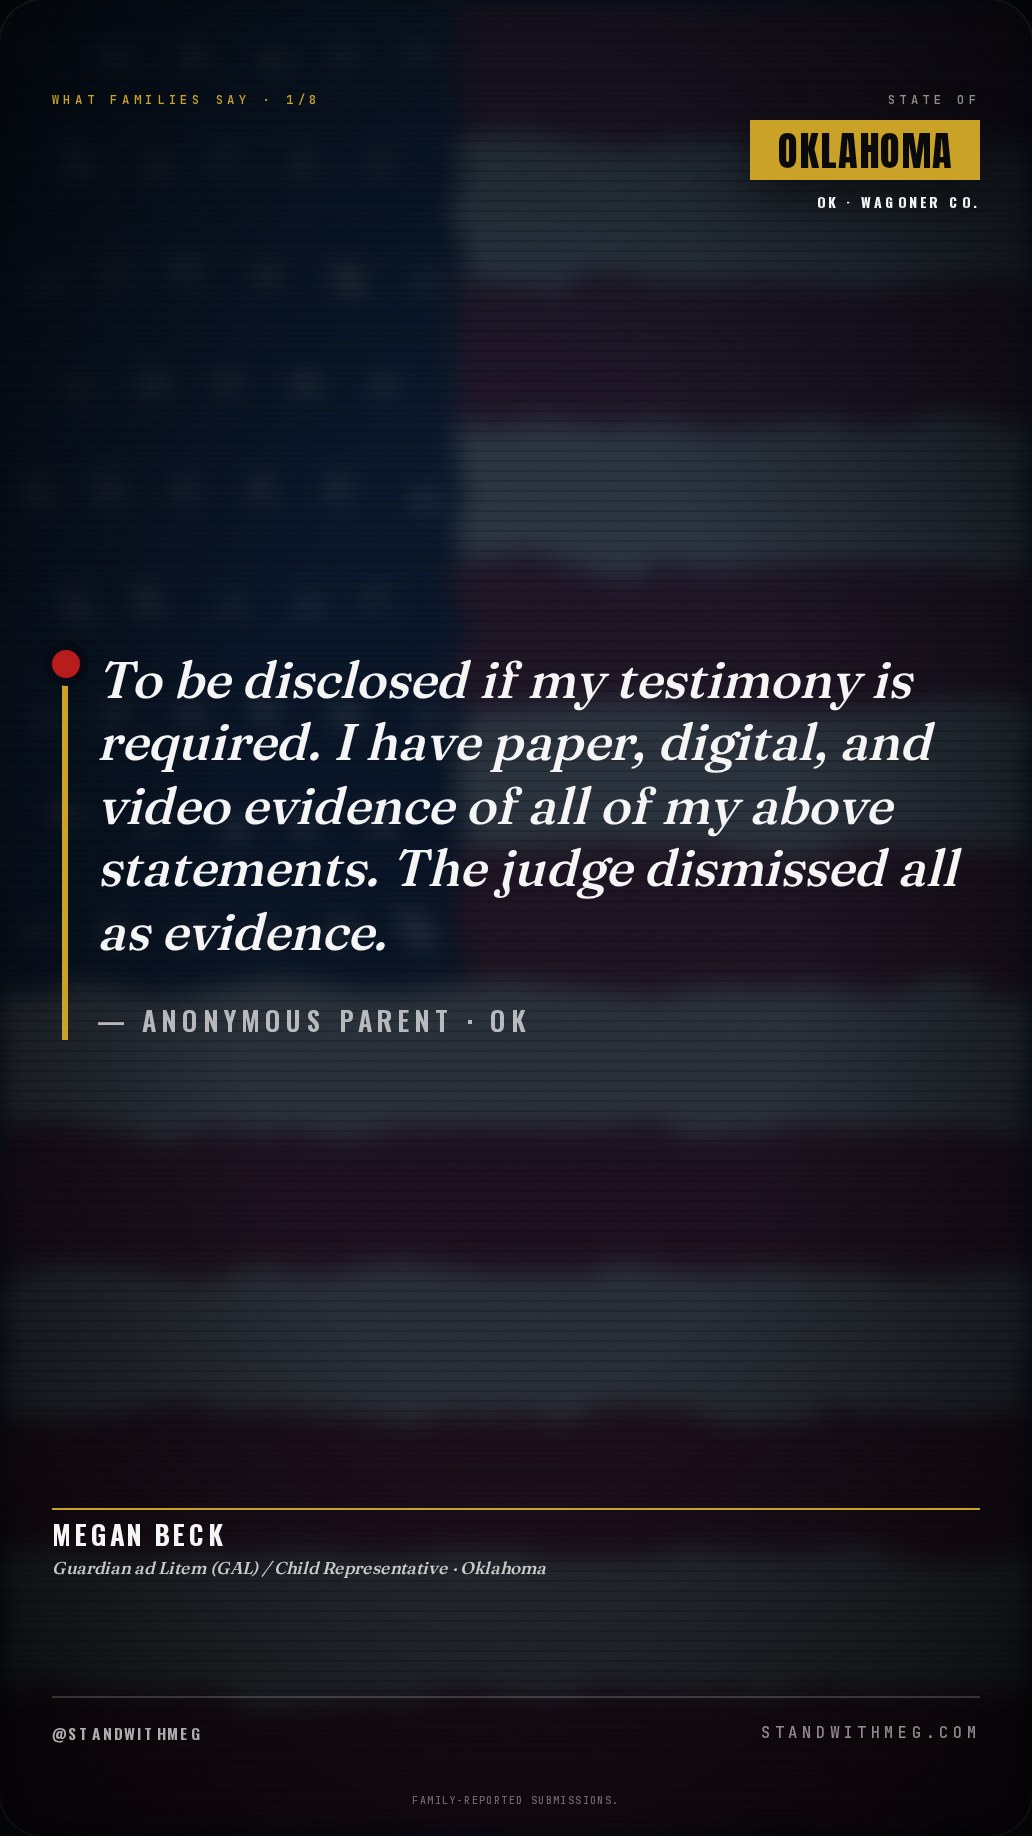 WHAT FAMILIES SAY · 1/8
STATE OF
OKLAHOMA
OK · WAGONER CO.
To be disclosed if my testimony is
required. I have paper, digital, and
video evidence of all of my above
statements. The judge dismissed all
as evidence.
— ANONYMOUS PARENT · OK
MEGAN BECK
Guardian ad Litem (GAL) / Child Representative · Oklahoma
@STANDWITHMEG
STANDWITHMEG.COM
FAMILY-REPORTED SUBMISSIONS.